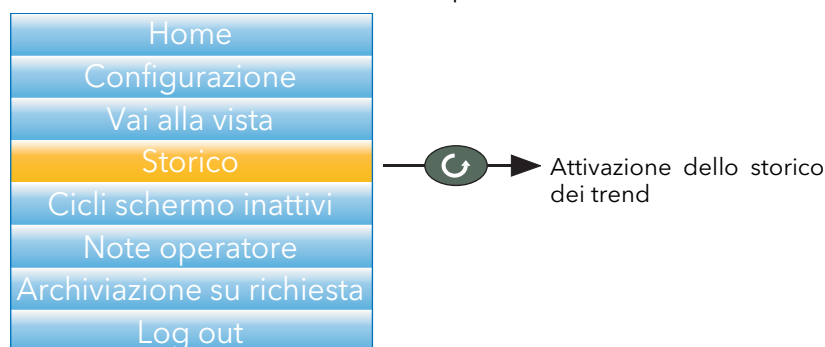 Home
Configurazione
Vai alla vista
Storico
Cicli schermo inattivi
Note operatore
Archiviazione su richiesta
Log out
Attivazione dello storico
dei trend